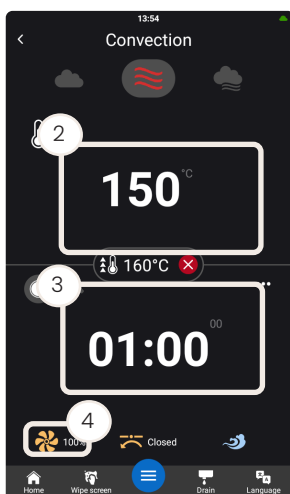 13:54
Convection
2
150 °C
160°C
3
01:00 00
4
100% Closed
Home Wipe screen Drain Language